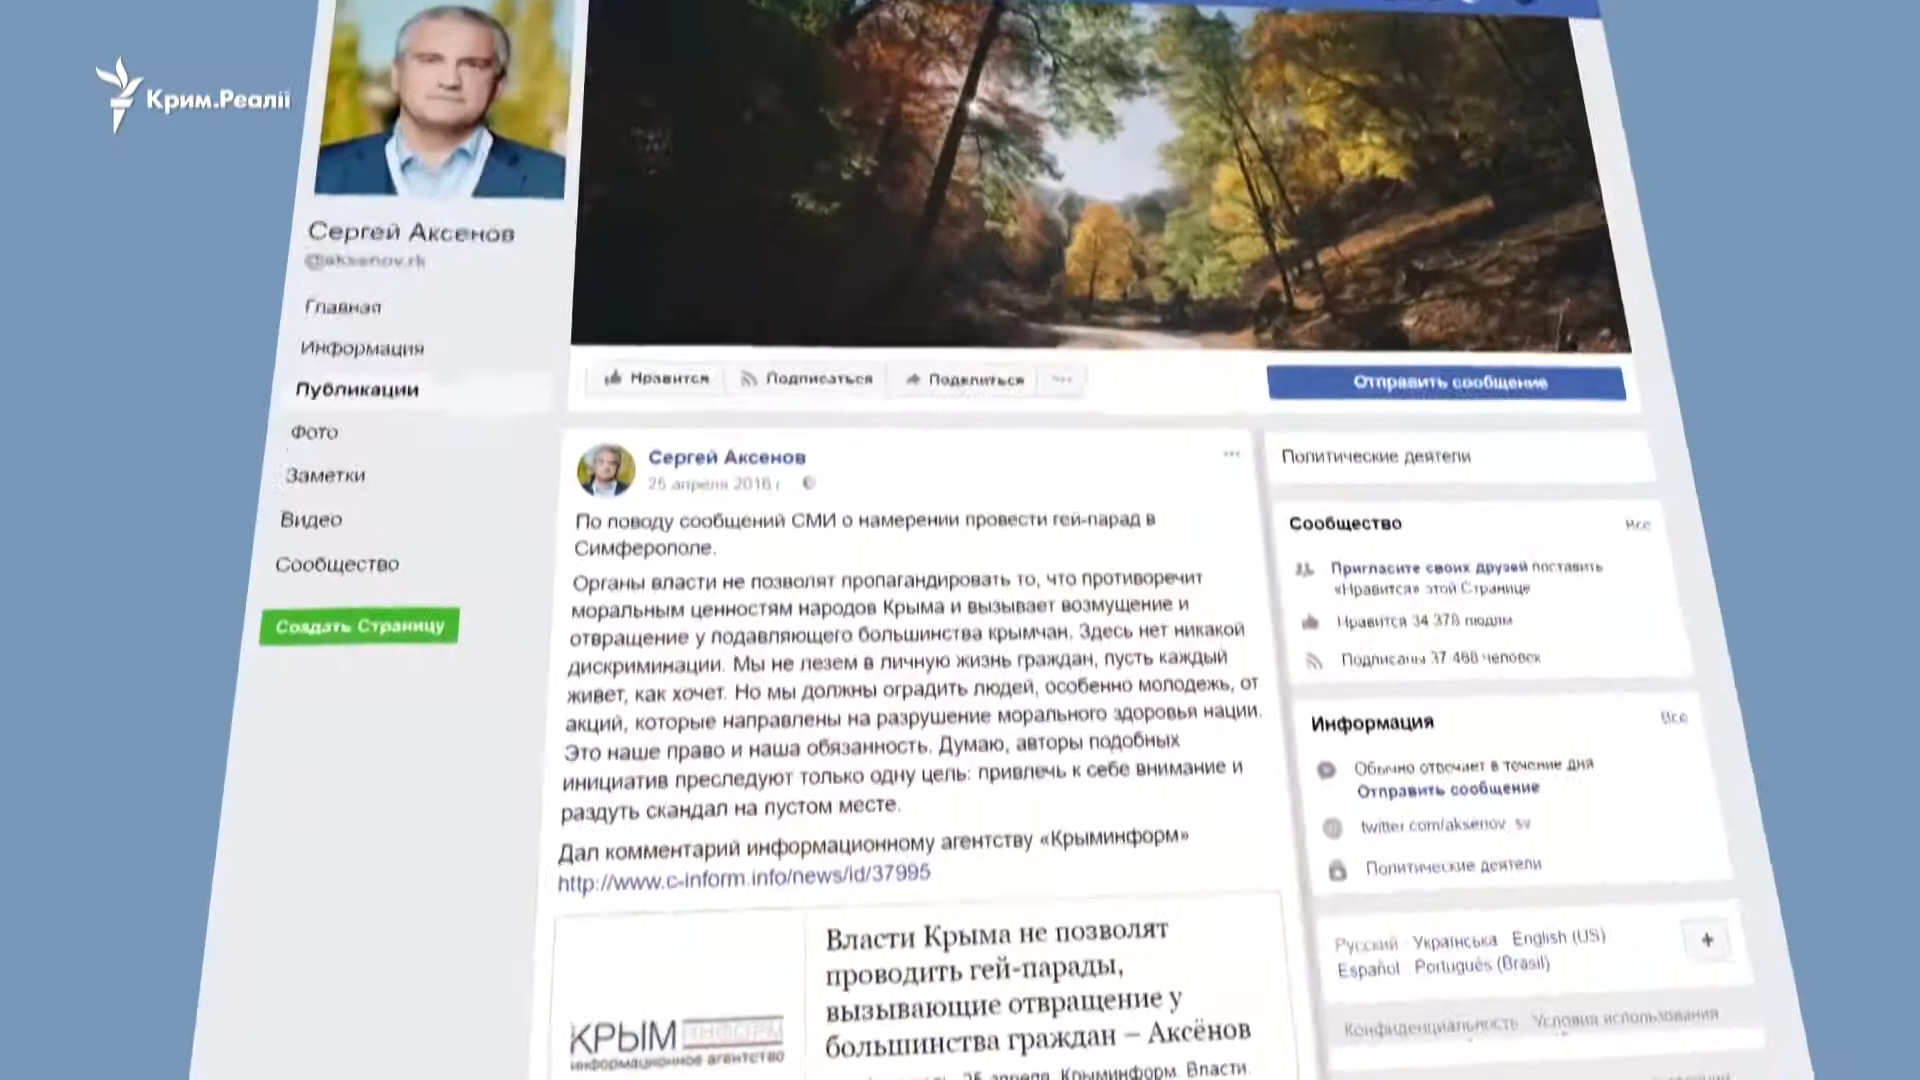 Крим.Реалії
Сергей Аксенов
@aksenov.rk
Главная
Информация
Публикации
Фото
Заметки
Видео
Сообщество
Создать Страницу
Нравится
Подписаться
Поделиться
Отправить сообщение
Сергей Аксенов
25 апреля 2016 г
По поводу сообщений СМИ о намерении провести гей-парад в
Симферополе.
Органы власти не позволят пропагандировать то, что противоречит
моральным ценностям народов Крыма и вызывает возмущение и
отвращение у подавляющего большинства крымчан. Здесь нет никакой
дискриминации. Мы не лезем в личную жизнь граждан, пусть каждый
живет, как хочет. Но мы должны оградить людей, особенно молодежь, от
акций, которые направлены на разрушение морального здоровья нации.
Это наше право и наша обязанность. Думаю, авторы подобных
инициатив преследуют только одну цель: привлечь к себе внимание и
раздуть скандал на пустом месте.
Дал комментарий информационному агентству «Крыминформ»
http://www.c-inform.info/news/id/37995
КРЫМ ИНФОРМ
информационное агентство
Власти Крыма не позволят
проводить гей-парады,
вызывающие отвращение у
большинства граждан – Аксёнов
25 апреля. Крыминформ. Власти
Политические деятели
Сообщество
Все
Пригласите своих друзей поставить
«Нравится» этой Странице
Нравится 34 378 людям
Подписаны 37 468 человек
Информация
Все
Обычно отвечает в течение дня
Отправить сообщение
twitter.com/aksenov_sv
Политические деятели
Русский · Українська · English (US)
Español · Português (Brasil)
+
Конфиденциальность · Условия использования